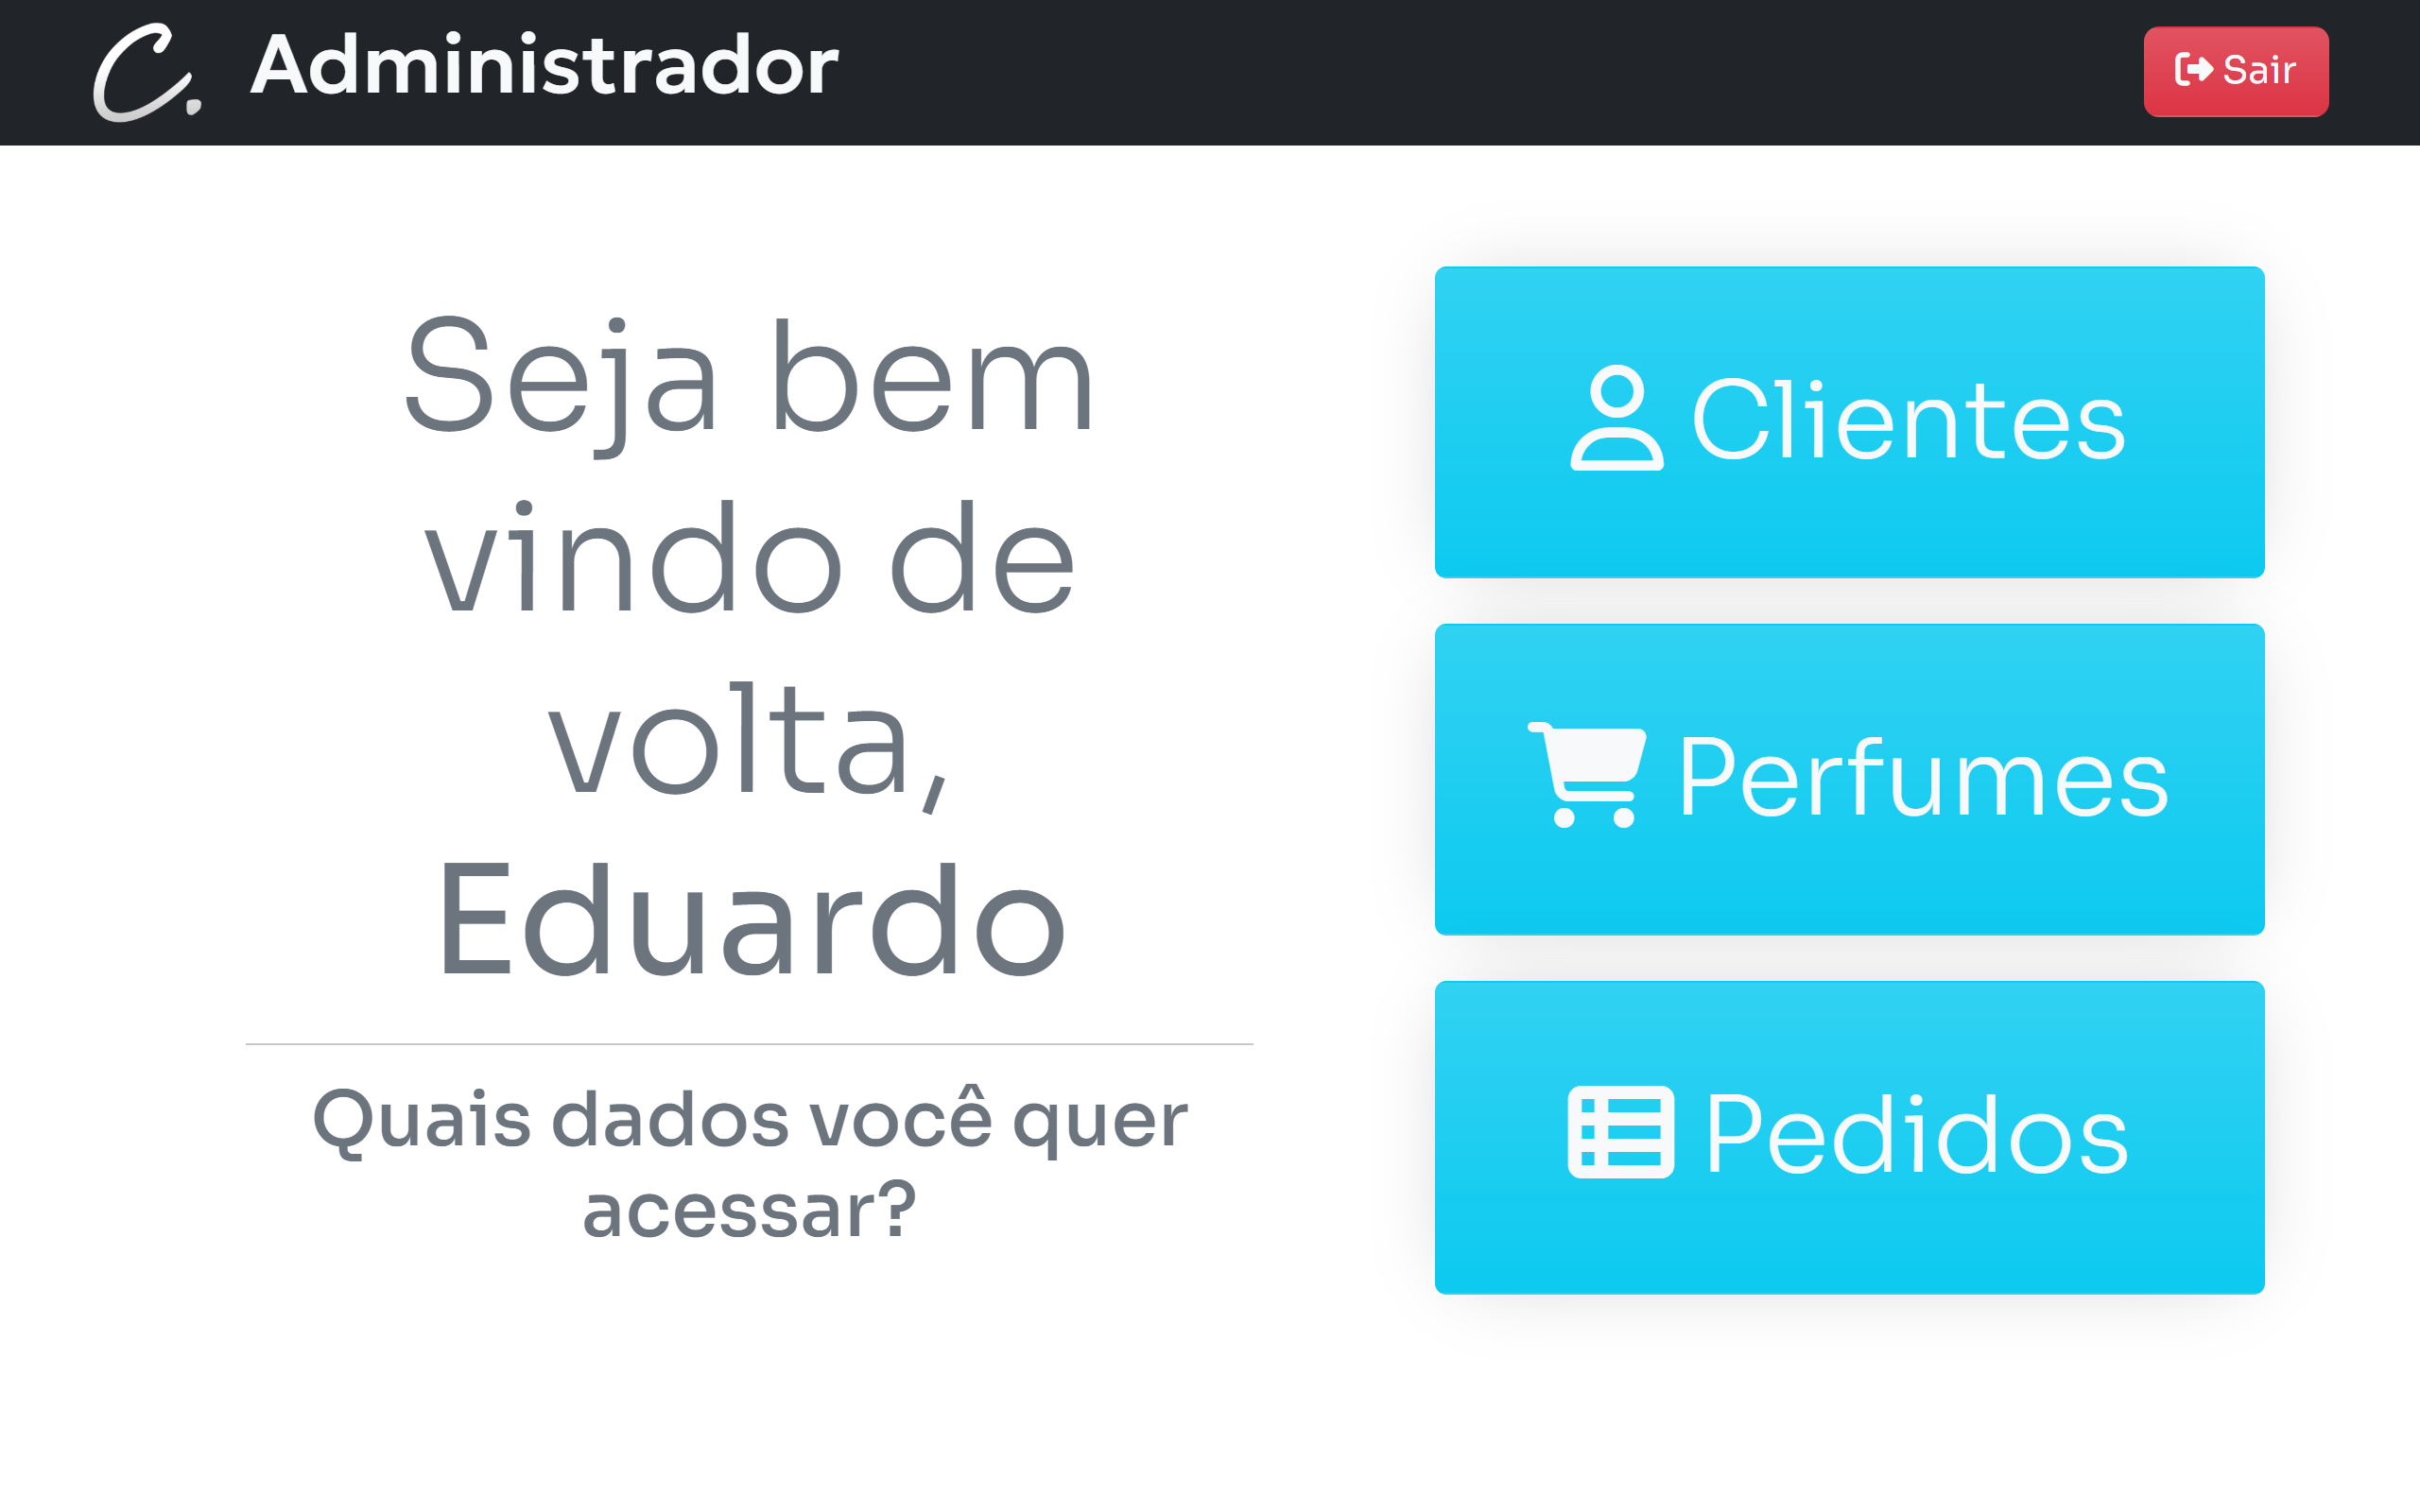 C. Administrador
Sair
Seja bem
vindo de
volta,
Eduardo
Quais dados você quer
acessar?
Clientes
Perfumes
Pedidos